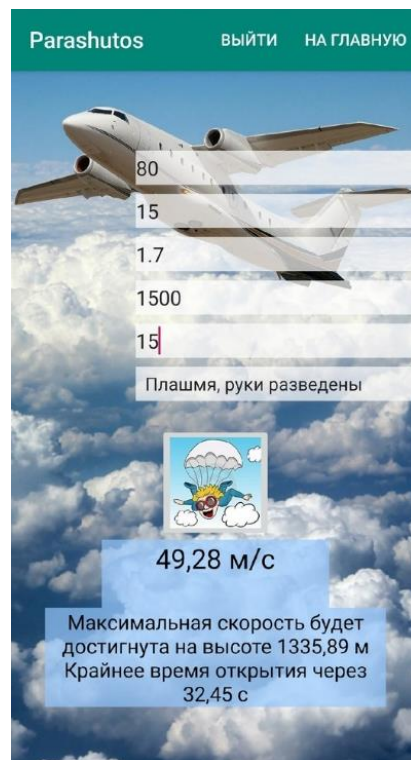 Parashutos ВЫЙТИ НА ГЛАВНУЮ
80
15
1.7
1500
15
Плашмя, руки разведены
49,28 м/с
Максимальная скорость будет
достигнута на высоте 1335,89 м
Крайнее время открытия через
32,45 с